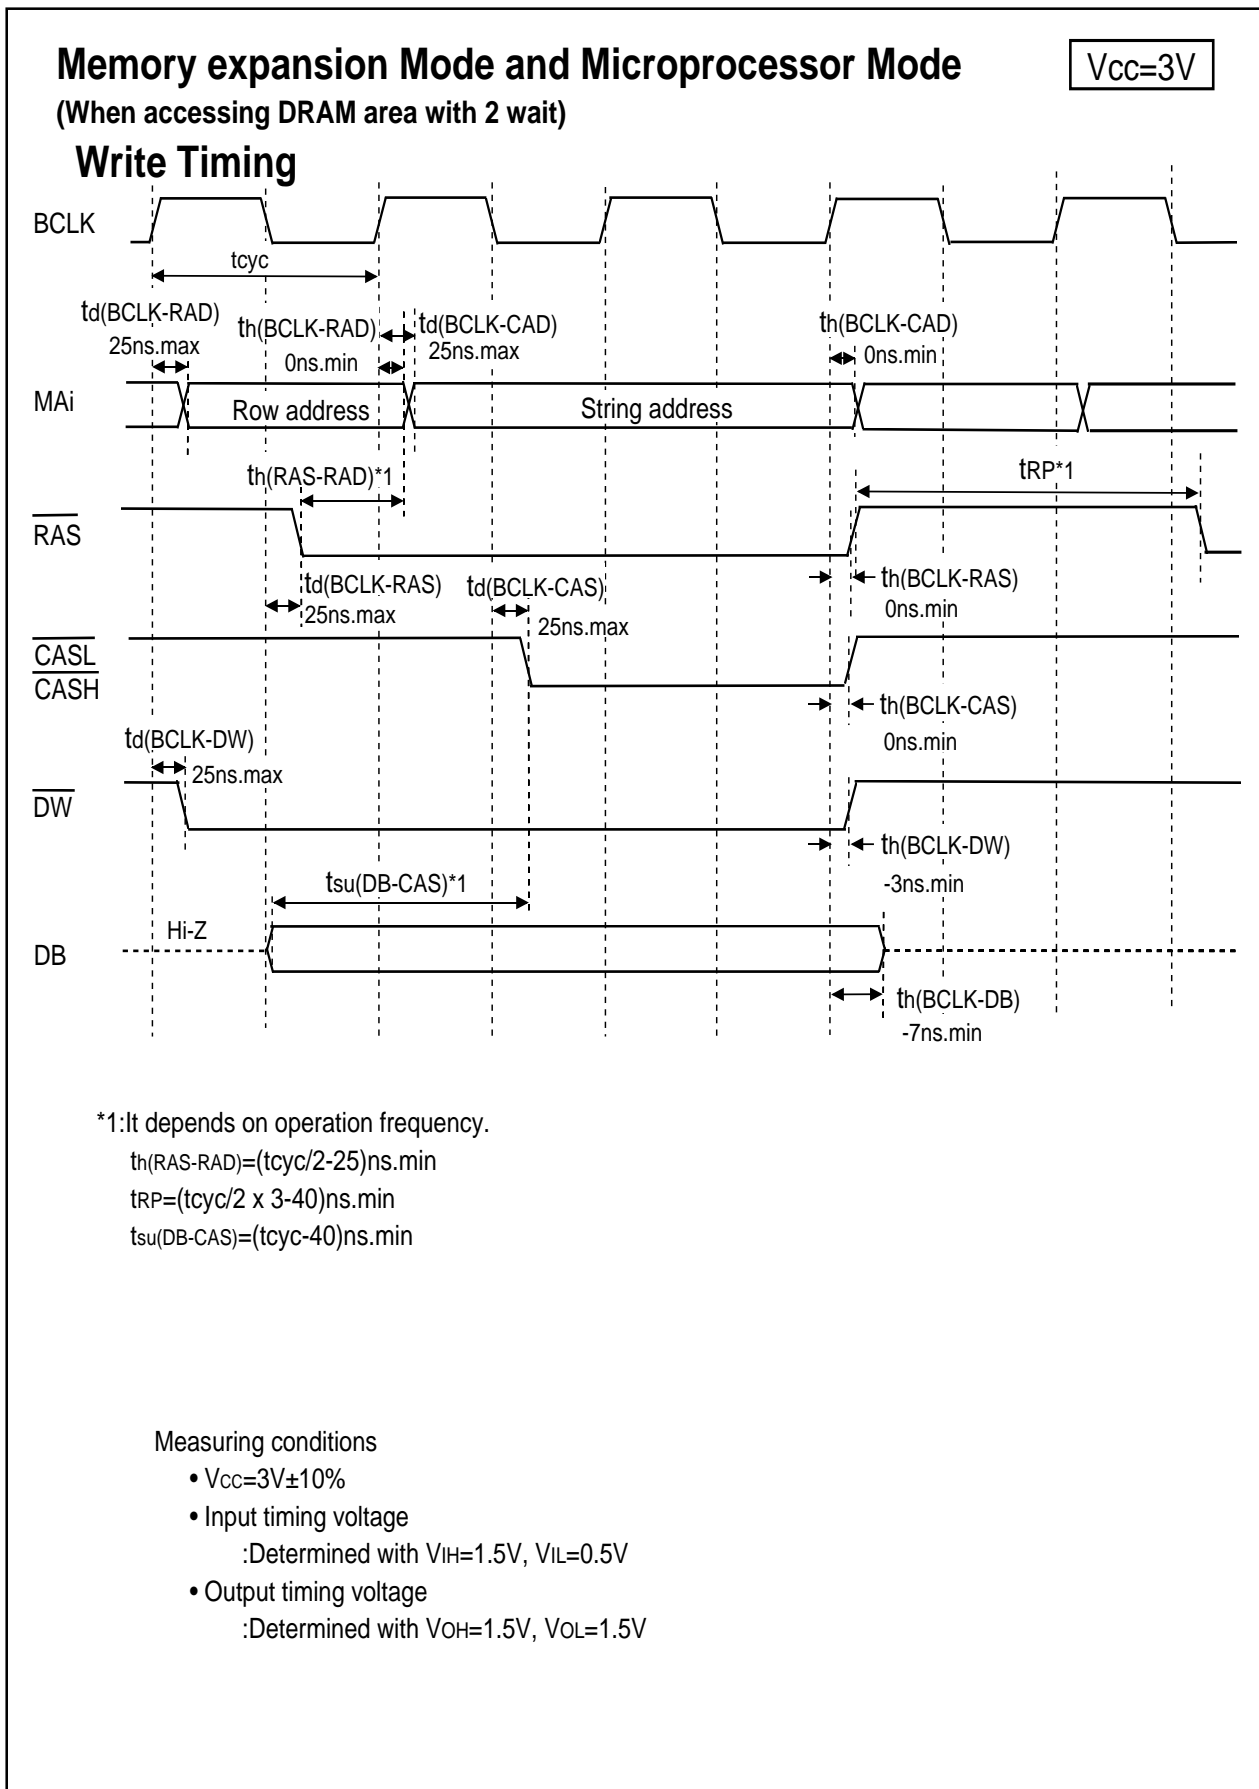 Memory expansion Mode and Microprocessor Mode
Vcc=3V
(When accessing DRAM area with 2 wait)
Write Timing
BCLK
tcyc
td(BCLK-RAD)
25ns.max
th(BCLK-RAD)
0ns.min
td(BCLK-CAD)
25ns.max
th(BCLK-CAD)
0ns.min
MAi
Row address
String address
th(RAS-RAD)*1
tRP*1
RAS
td(BCLK-RAS)
25ns.max
td(BCLK-CAS)
25ns.max
th(BCLK-RAS)
0ns.min
CASL
CASH
th(BCLK-CAS)
0ns.min
td(BCLK-DW)
25ns.max
DW
th(BCLK-DW)
-3ns.min
tsu(DB-CAS)*1
Hi-Z
DB
th(BCLK-DB)
-7ns.min
*1:It depends on operation frequency.
th(RAS-RAD)=(tcyc/2-25)ns.min
tRP=(tcyc/2 x 3-40)ns.min
tsu(DB-CAS)=(tcyc-40)ns.min
Measuring conditions
• VCC=3V±10%
• Input timing voltage
:Determined with VIH=1.5V, VIL=0.5V
• Output timing voltage
:Determined with VOH=1.5V, VOL=1.5V